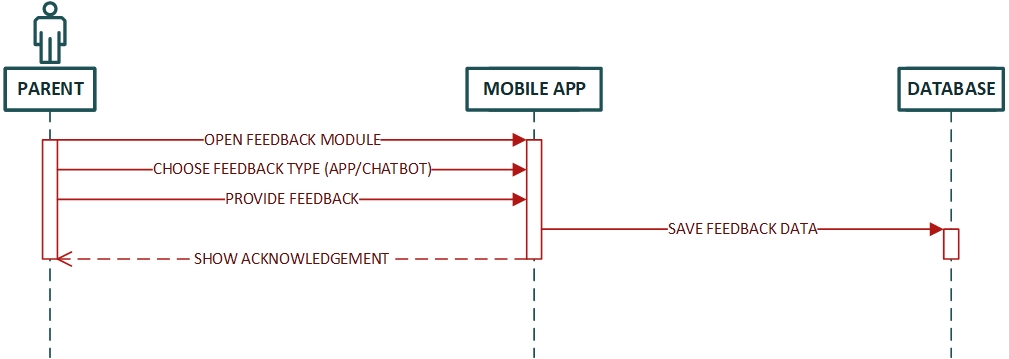 PARENT
MOBILE APP
DATABASE
OPEN FEEDBACK MODULE
CHOOSE FEEDBACK TYPE (APP/CHATBOT)
PROVIDE FEEDBACK
SAVE FEEDBACK DATA
SHOW ACKNOWLEDGEMENT